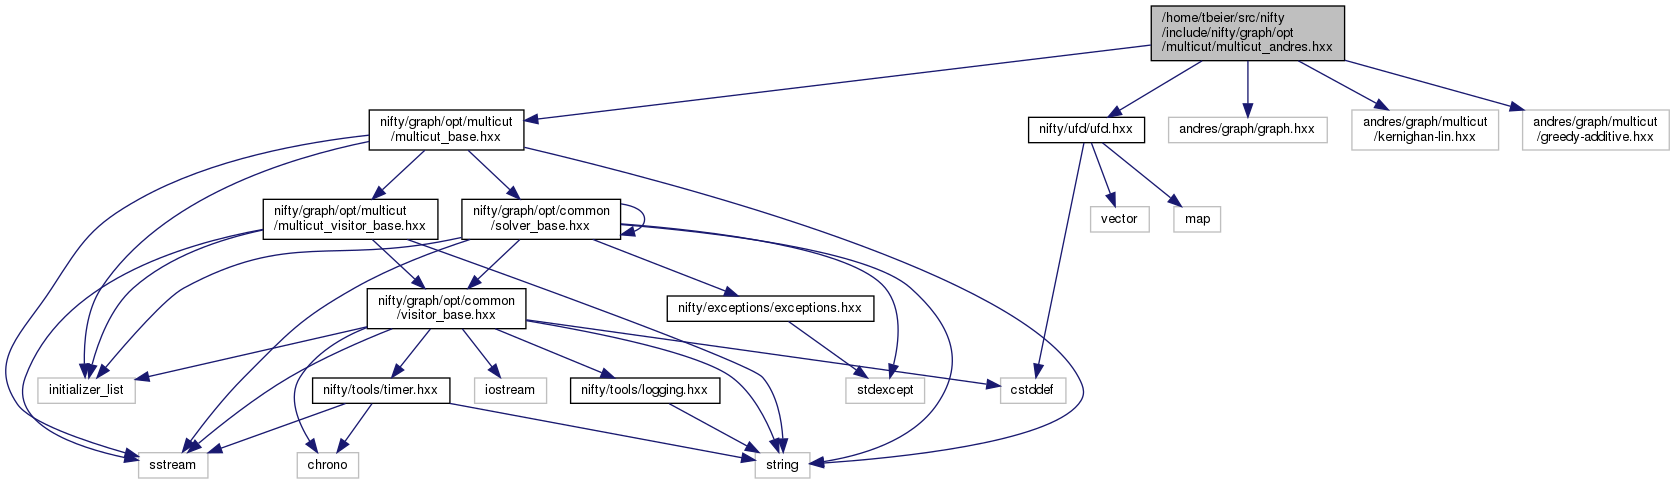 /home/tbeier/src/nifty
/include/nifty/graph/opt
/multicut/multicut_andres.hxx
nifty/graph/opt/multicut
/multicut_base.hxx
nifty/ufd/ufd.hxx
andres/graph/graph.hxx
andres/graph/multicut
/kernighan-lin.hxx
andres/graph/multicut
/greedy-additive.hxx
nifty/graph/opt/multicut
/multicut_visitor_base.hxx
nifty/graph/opt/common
/solver_base.hxx
vector
map
nifty/graph/opt/common
/visitor_base.hxx
nifty/exceptions/exceptions.hxx
initializer_list
nifty/tools/timer.hxx
iostream
nifty/tools/logging.hxx
stdexcept
cstddef
sstream
chrono
string